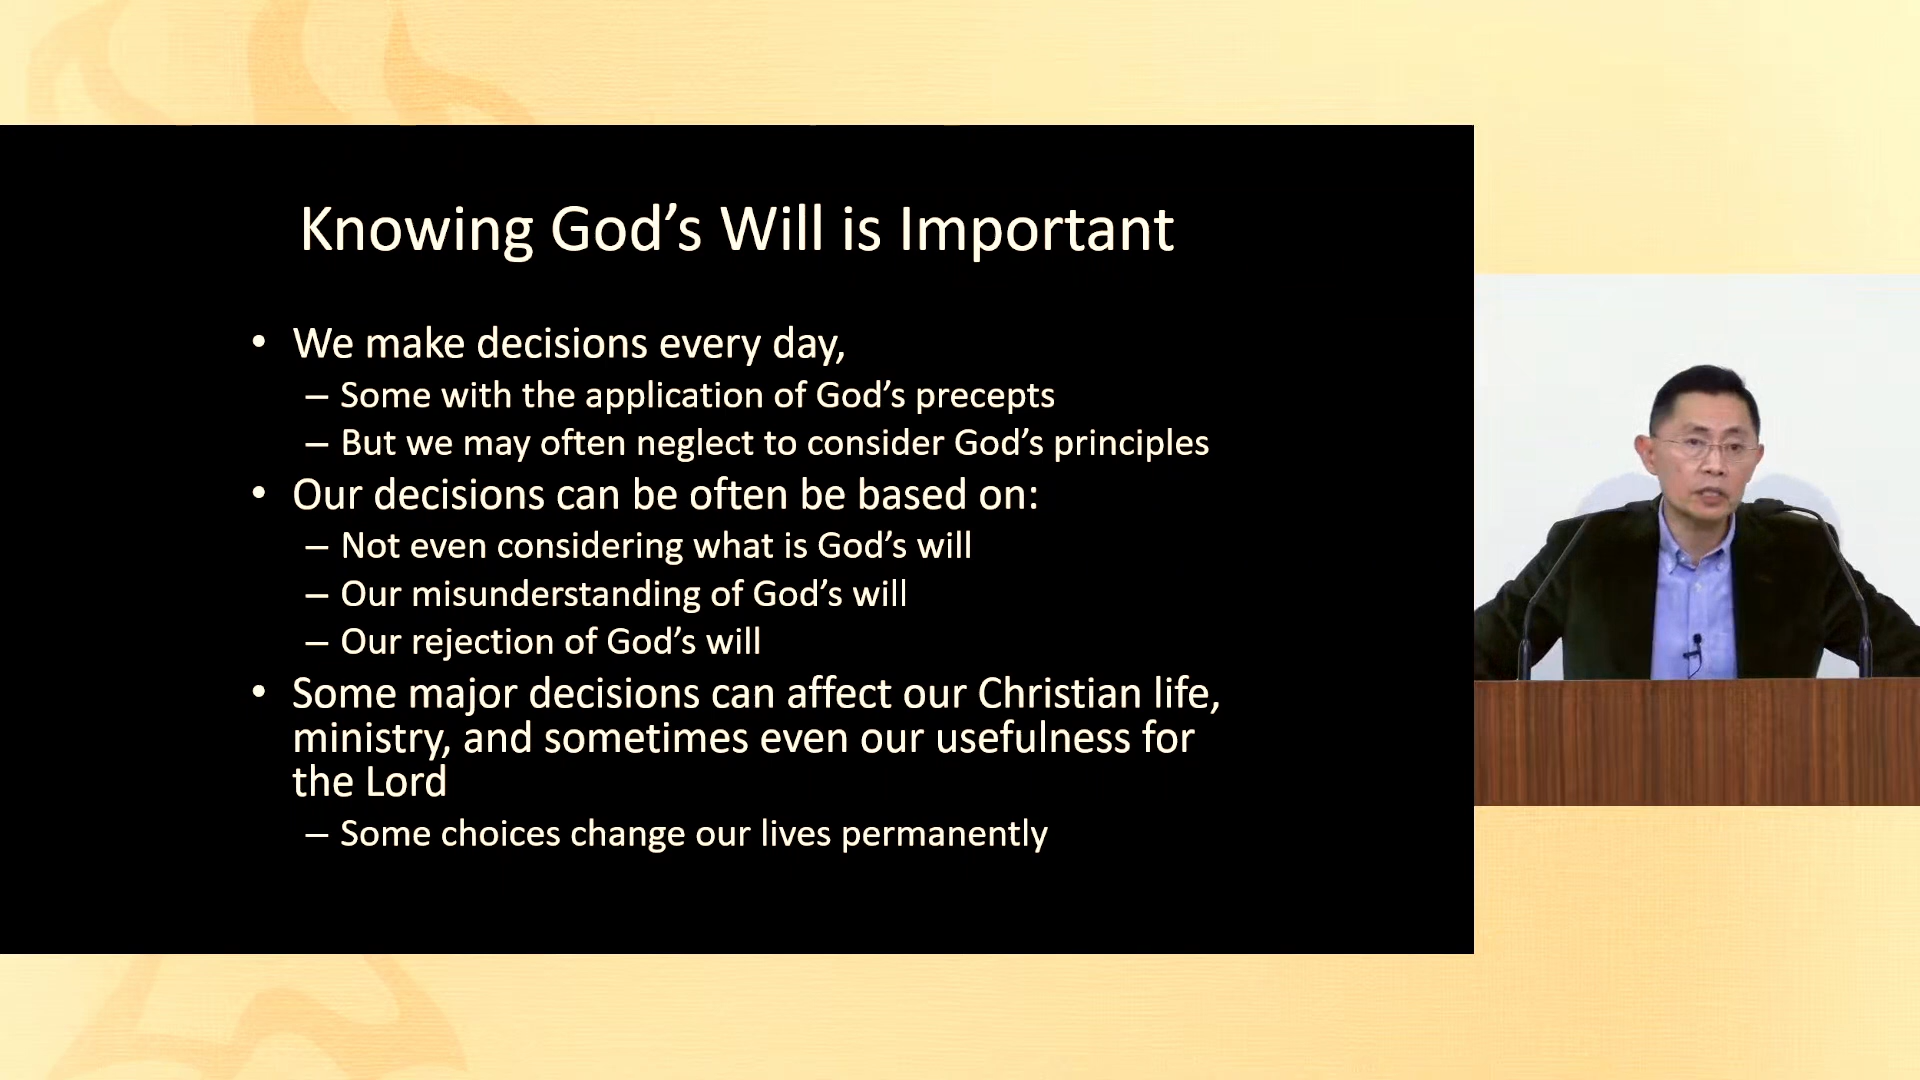 Knowing God’s Will is Important
• We make decisions every day,
– Some with the application of God’s precepts
– But we may often neglect to consider God’s principles
• Our decisions can be often be based on:
– Not even considering what is God’s will
– Our misunderstanding of God’s will
– Our rejection of God’s will
• Some major decisions can affect our Christian life,
ministry, and sometimes even our usefulness for
the Lord
– Some choices change our lives permanently